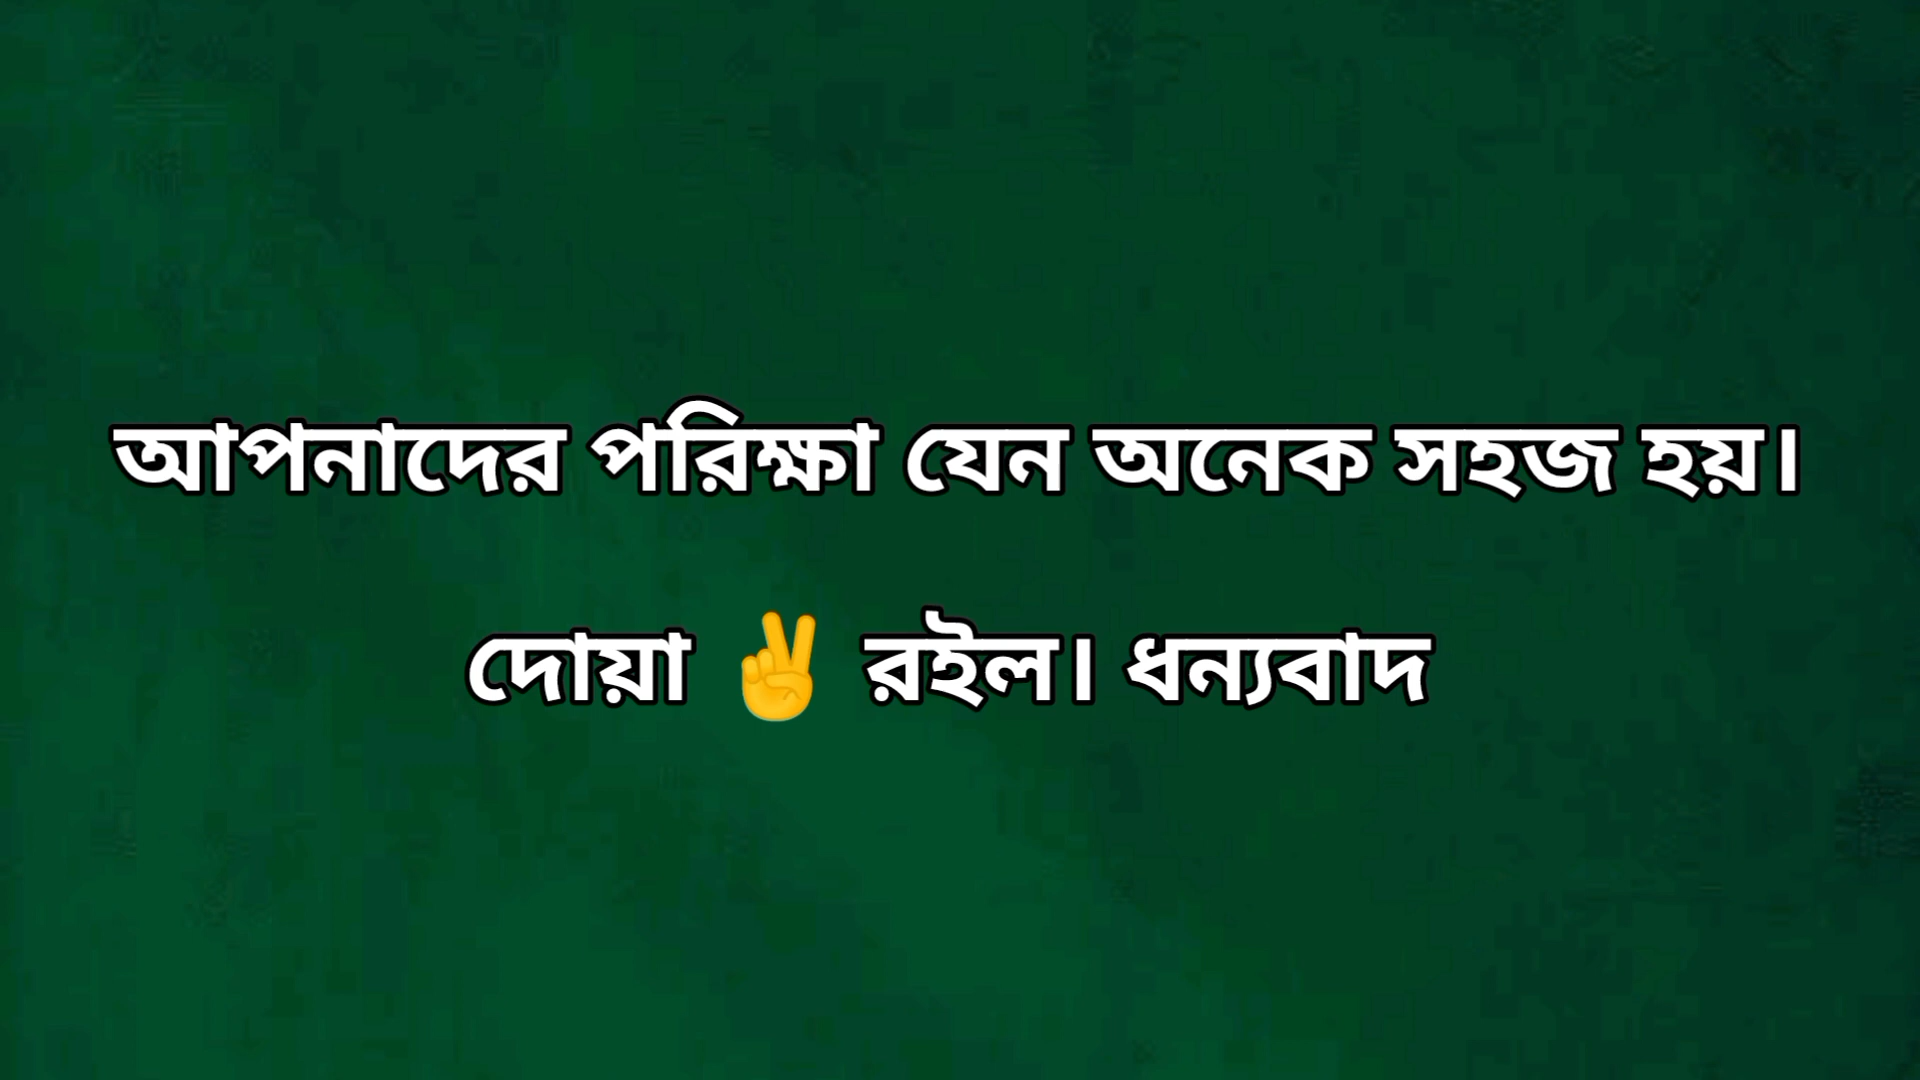 আপনাদের পরিক্ষা যেন অনেক সহজ হয়।
দোয়া ✌️ রইল। ধন্যবাদ